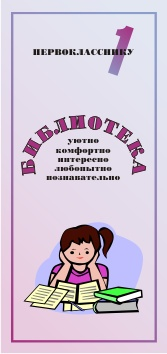 1
ПЕРВОКЛАССНИКУ
БИБЛИОТЕКА
уютно
комфортно
интересно
любопытно
познавательно